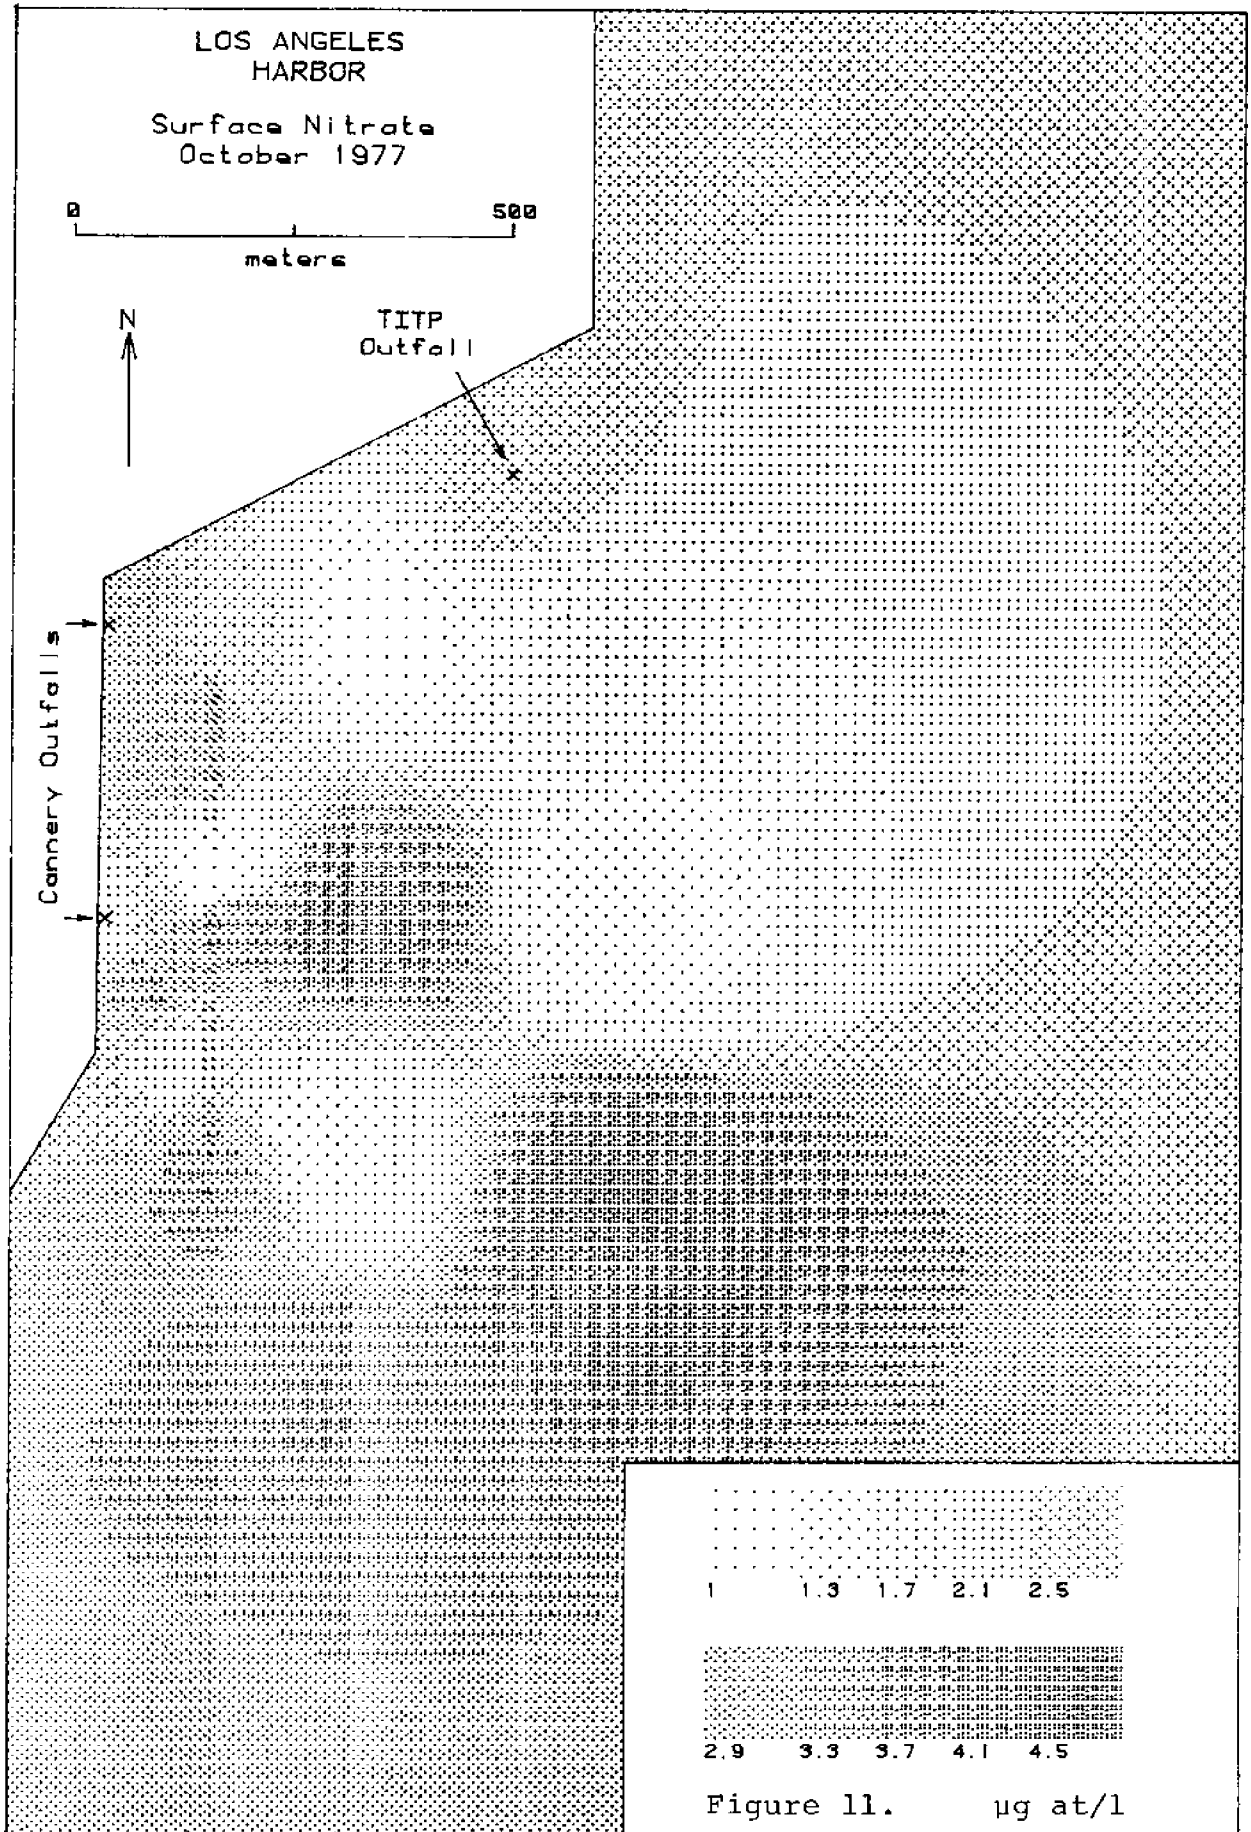 LOS ANGELES
HARBOR
Surface Nitrate
October 1977
0 500
meters
N
TITP
Outfall
Cannery Outfalls
1 1.3 1.7 2.1 2.5
2.9 3.3 3.7 4.1 4.5
Figure 11. µg at/l